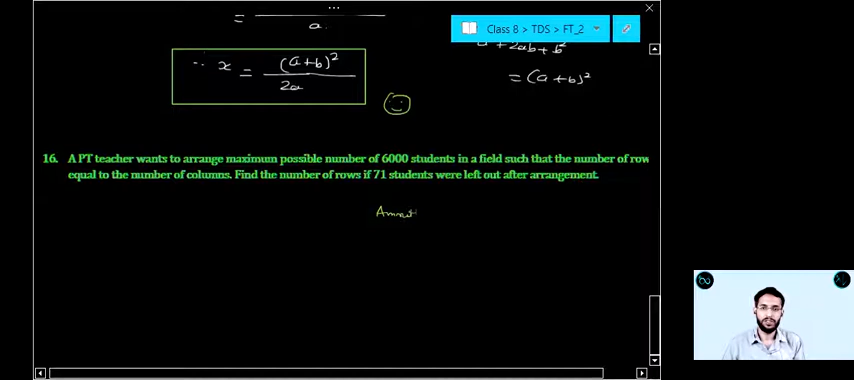 ...
=
a
Class 8 > TDS > FT_2
a² + 2ab + b²
∴ x = (a+b)² / 2a
= (a+b)²
16. A PT teacher wants to arrange maximum possible number of 6000 students in a field such that the number of row
equal to the number of columns. Find the number of rows if 71 students were left out after arrangement.